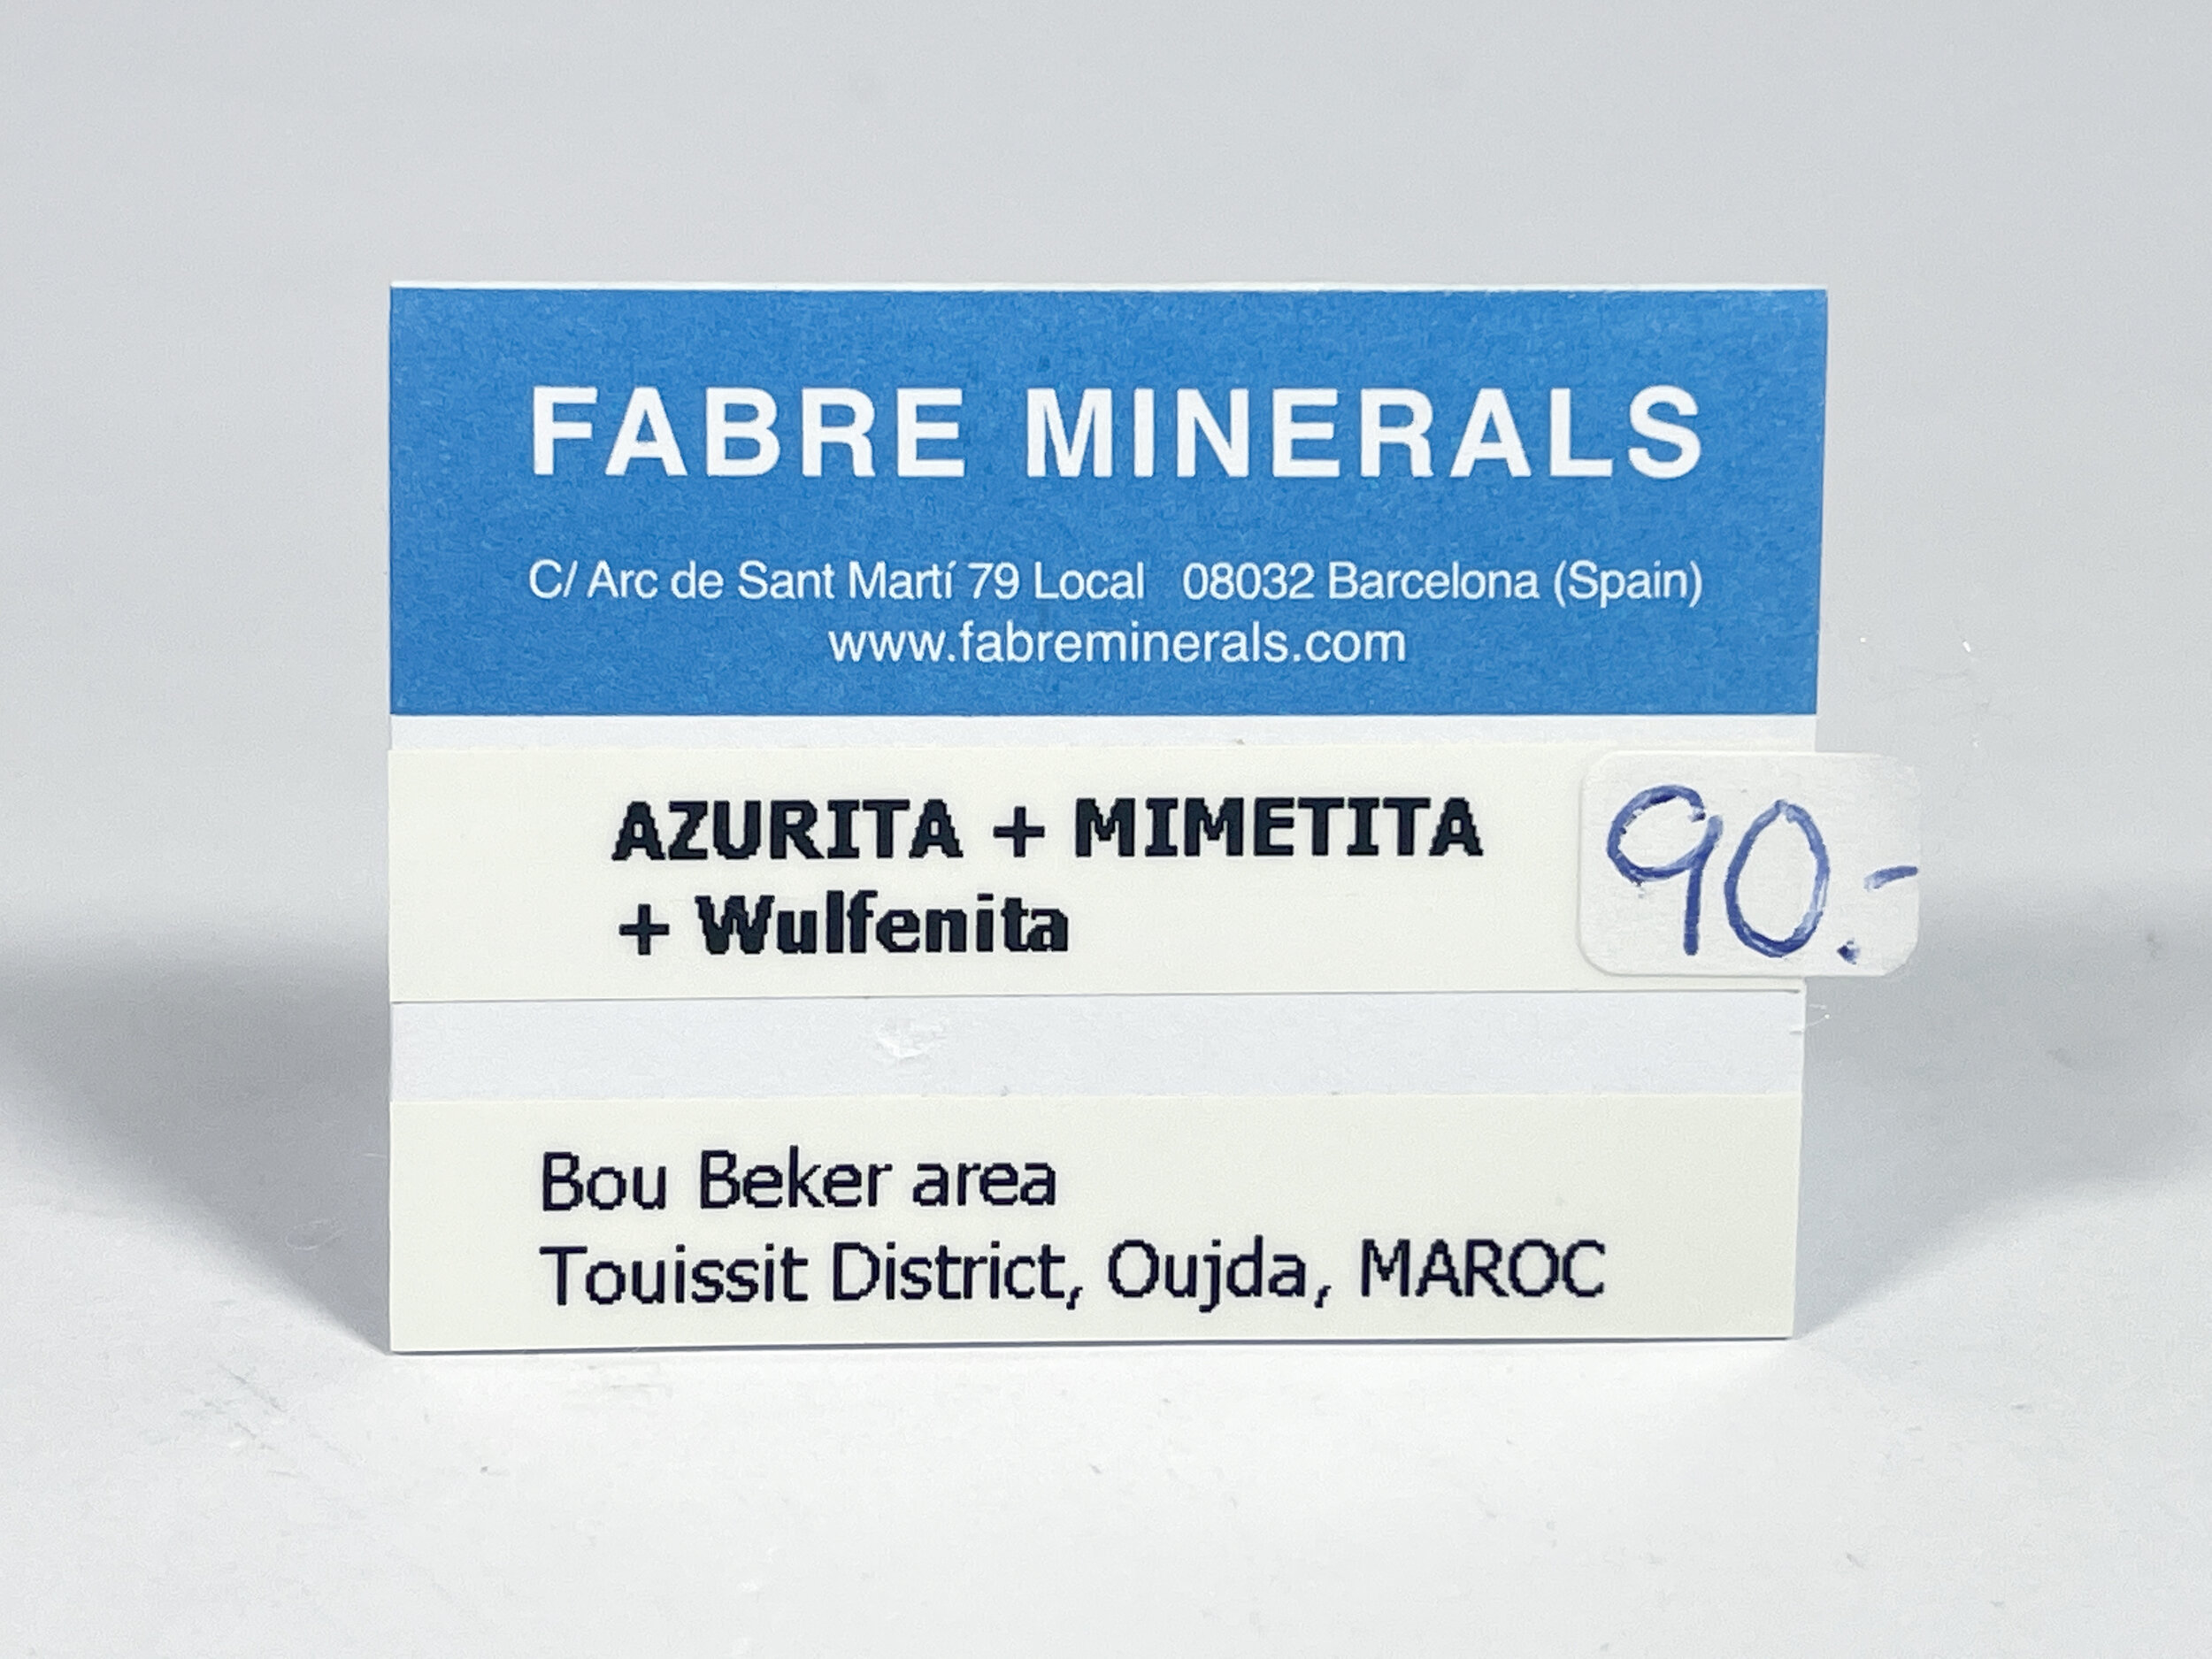 FABRE MINERALS
C/ Arc de Sant Martí 79 Local 08032 Barcelona (Spain)
www.fabreminerals.com
AZURITA + MIMETITA
+ Wulfenita
90.-
Bou Beker area
Touissit District, Oujda, MAROC